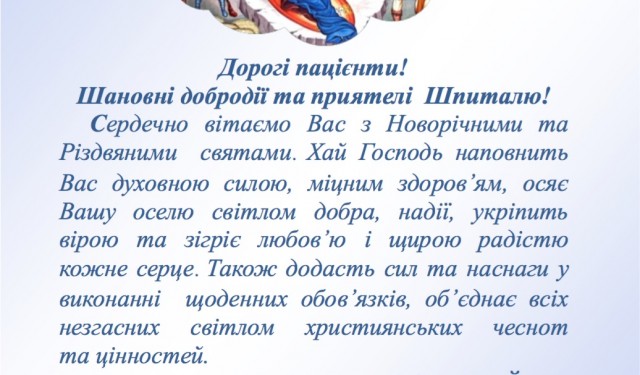 Дорогі пацієнти!
Шановні добродії та приятелі Шпиталю!
Сердечно вітаємо Вас з Новорічними та
Різдвяними святами. Хай Господь наповнить
Вас духовною силою, міцним здоров’ям, осяє
Вашу оселю світлом добра, надії, укріпить
вірою та зігріє любов’ю і щирою радістю
кожне серце. Також додасть сил та наснаги у
виконанні щоденних обов’язків, об’єднає всіх
незгасних світлом християнських чеснот
та цінностей.